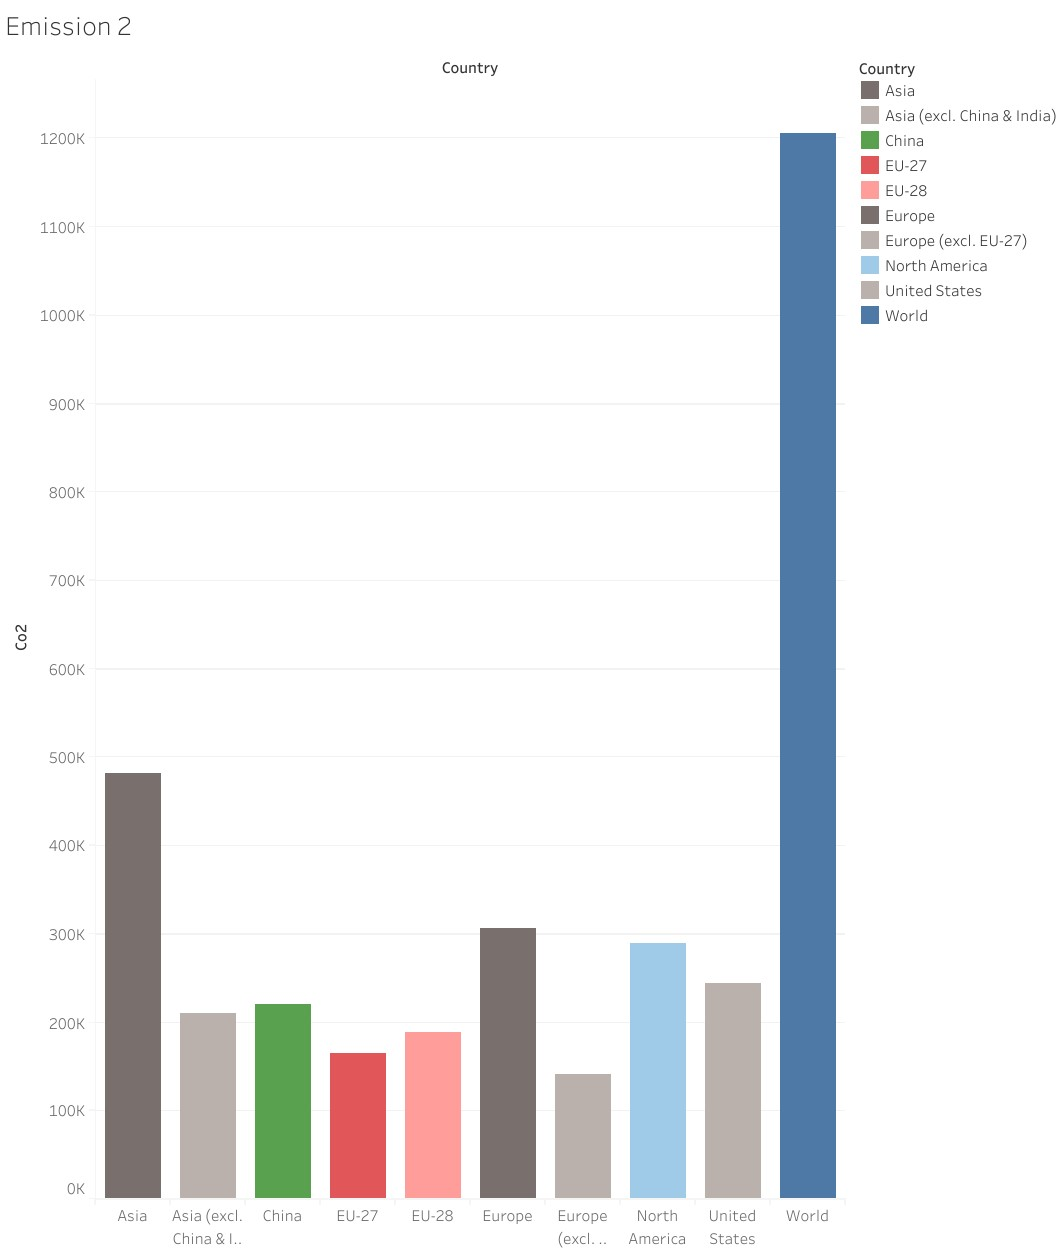 Emission 2
Country
Country
Asia
Asia (excl. China & India)
China
EU-27
EU-28
Europe
Europe (excl. EU-27)
North America
United States
World
1200K
1100K
1000K
900K
800K
700K
600K
500K
400K
300K
200K
100K
0K
Co2
Asia
Asia (excl.
China & I..
China
EU-27
EU-28
Europe
Europe
(excl. ..
North
America
United
States
World